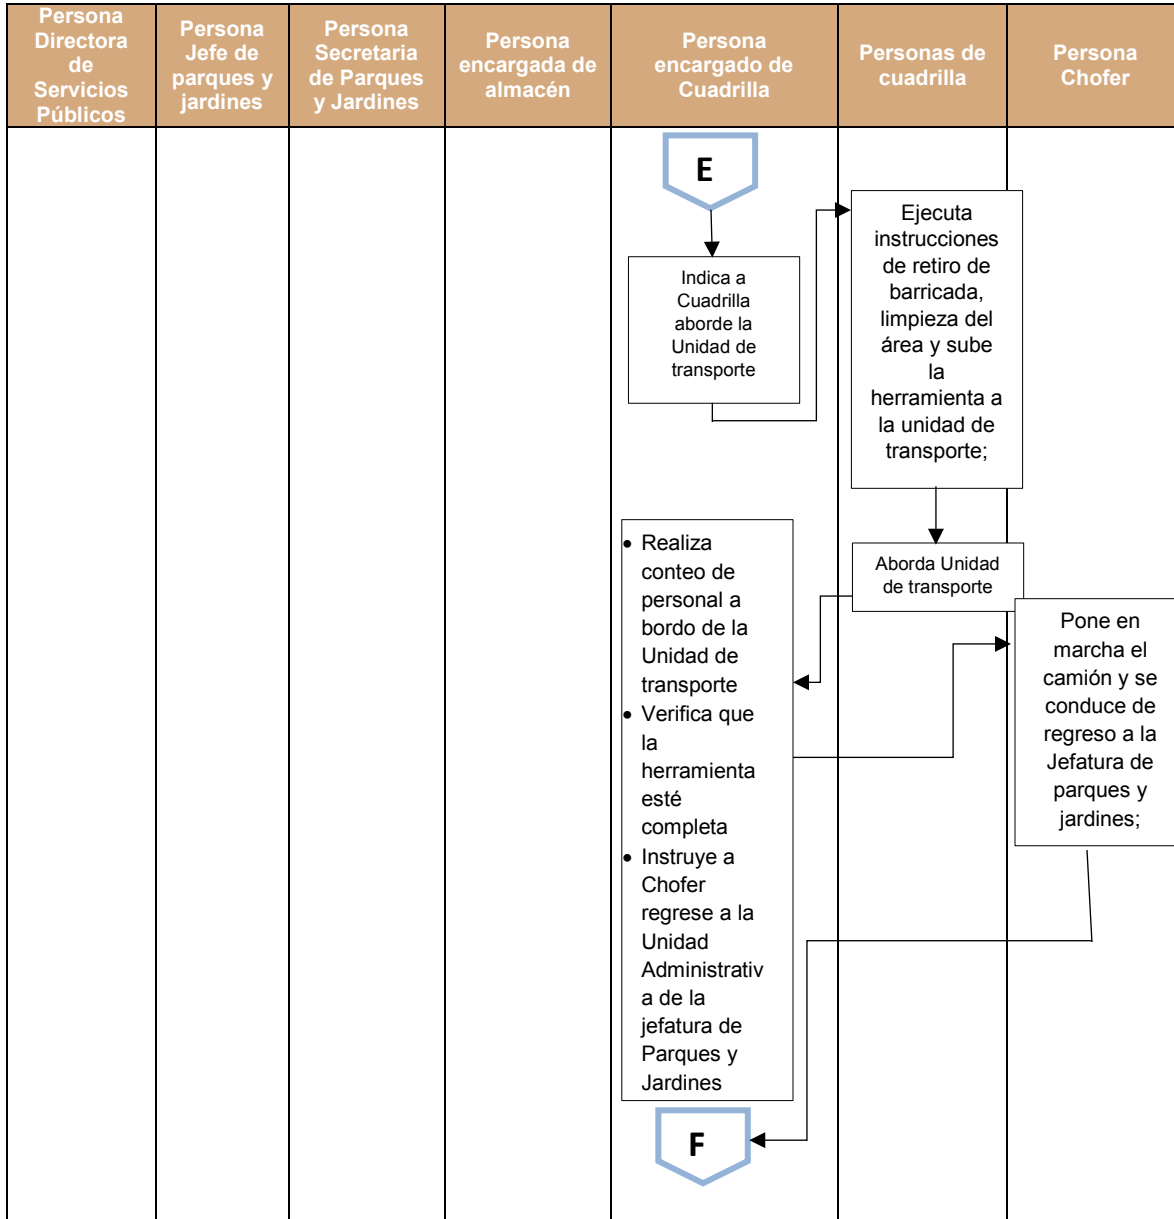 Persona
Directora
de
Servicios
Públicos
Persona
Jefe de
parques y
jardines
Persona
Secretaria
de Parques
y Jardines
Persona
encargada de
almacén
Persona
encargado de
Cuadrilla
Personas de
cuadrilla
Persona
Chofer
E
Indica a
Cuadrilla
aborde la
Unidad de
transporte
Ejecuta
instrucciones
de retiro de
barricada,
limpieza del
área y sube
la
herramienta a
la unidad de
transporte;
Aborda Unidad
de transporte
• Realiza
conteo de
personal a
bordo de la
Unidad de
transporte
• Verifica que
la
herramienta
esté
completa
• Instruye a
Chofer
regrese a la
Unidad
Administrativ
a de la
jefatura de
Parques y
Jardines
Pone en
marcha el
camión y se
conduce de
regreso a la
Jefatura de
parques y
jardines;
F